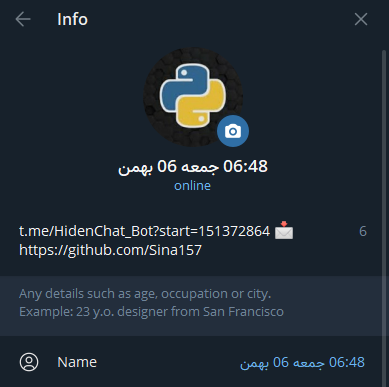 Info
06:48 جمعه 06 بهمن
online
t.me/HidenChat_Bot?start=151372864 📩 6
https://github.com/Sina157
Any details such as age, occupation or city.
Example: 23 y.o. designer from San Francisco
Name 06:48 جمعه 06 بهمن